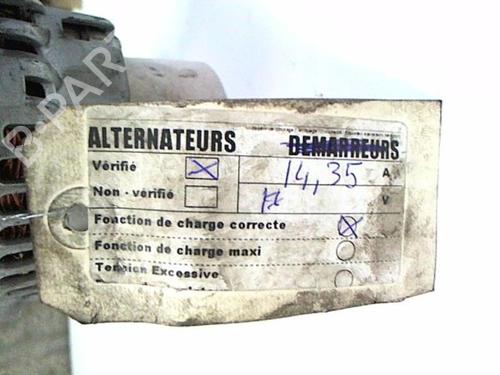 B-PARTS
ALTERNATEURS DEMARREURS
Vérifié 14,35 A
Non - vérifié V
Fonction de charge correcte
Fonction de charge maxi
Tension Excessive